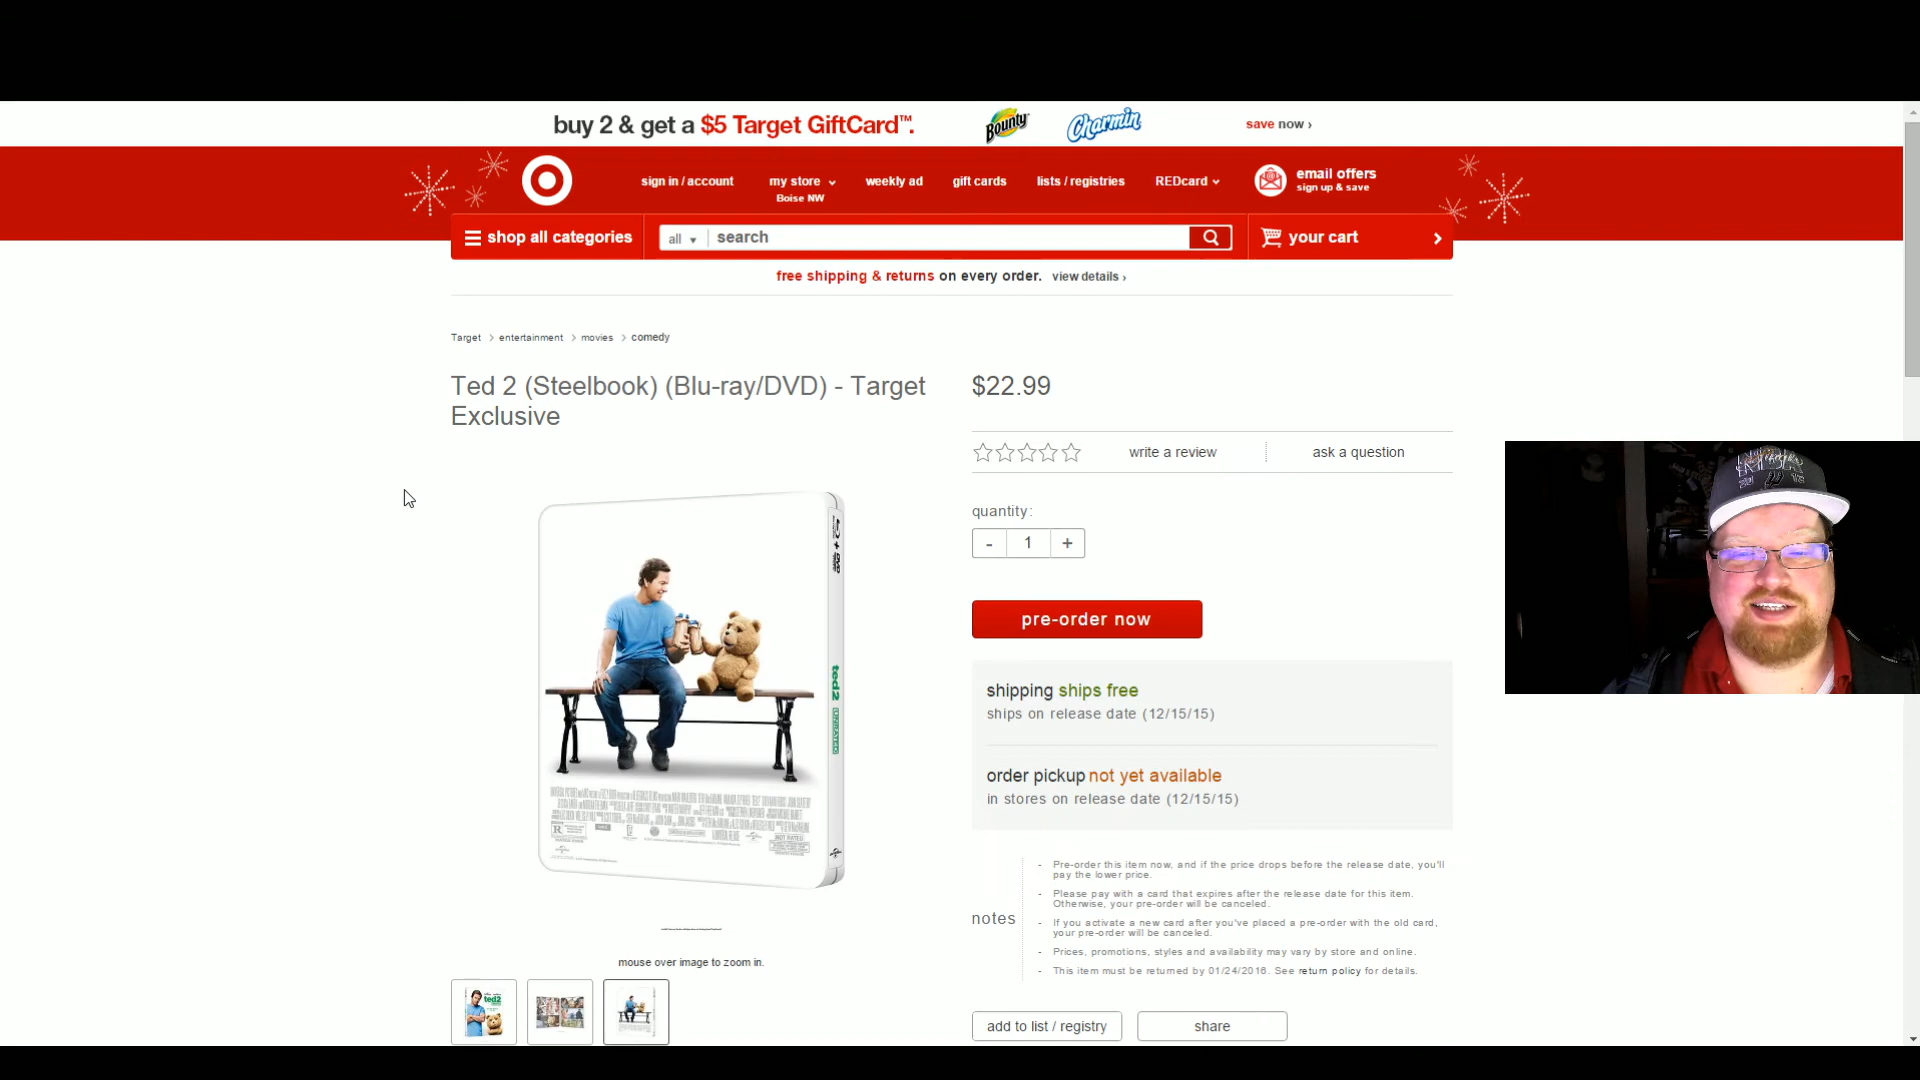 buy 2 & get a $5 Target GiftCard™.
Bounty
Charmin
save now ›
sign in / account
my store
Boise NW
weekly ad
gift cards
lists / registries
REDcard
email offers
sign up & save
shop all categories
all
search
your cart
free shipping & returns on every order. view details ›
Target > entertainment > movies > comedy
Ted 2 (Steelbook) (Blu-ray/DVD) - Target
Exclusive
$22.99
write a review
ask a question
quantity:
- 1 +
pre-order now
shipping ships free
ships on release date (12/15/15)
order pickup not yet available
in stores on release date (12/15/15)
ted2
UNRATED
R
NOT RATED
notes
- Pre-order this item now, and if the price drops before the release date, you'll
pay the lower price.
- Please pay with a card that expires after the release date for this item.
Otherwise, your pre-order will be canceled.
- If you activate a new card after you've placed a pre-order with the old card,
your pre-order will be canceled.
- Prices, promotions, styles and availability may vary by store and online.
- This item must be returned by 01/24/2016. See return policy for details.
mouse over image to zoom in.
ted2
add to list / registry
share